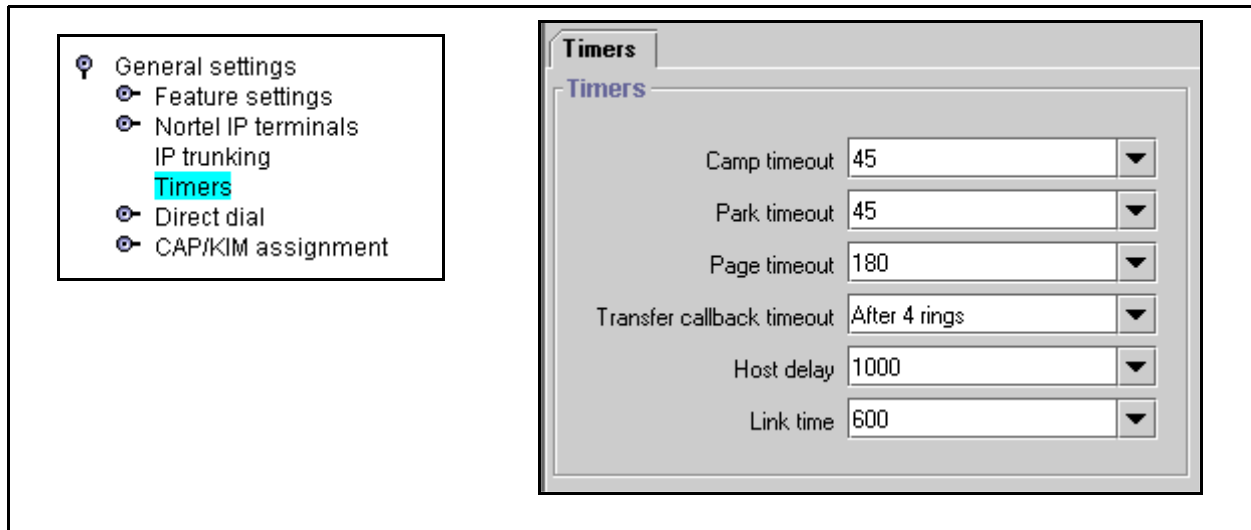 General settings
Feature settings
Nortel IP terminals
IP trunking
Timers
Direct dial
CAP/KIM assignment
Timers
Timers
Camp timeout 45
Park timeout 45
Page timeout 180
Transfer callback timeout After 4 rings
Host delay 1000
Link time 600